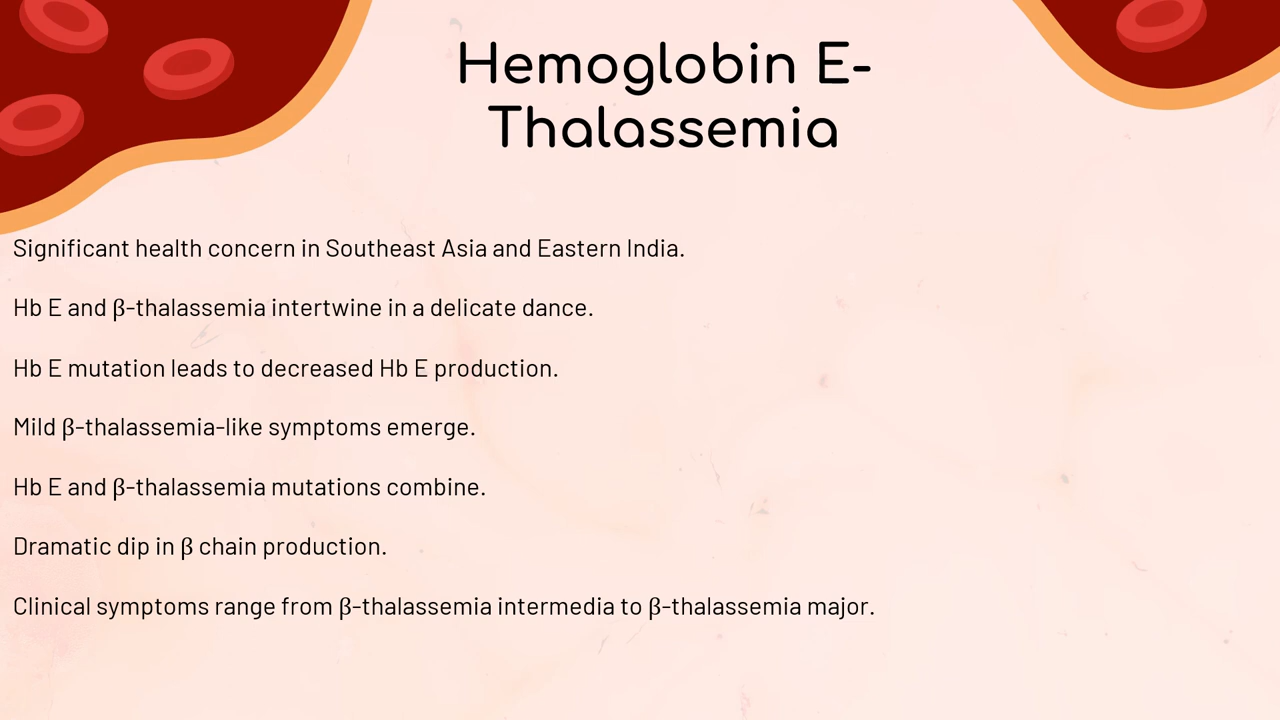 Hemoglobin E-
Thalassemia
Significant health concern in Southeast Asia and Eastern India.
Hb E and β-thalassemia intertwine in a delicate dance.
Hb E mutation leads to decreased Hb E production.
Mild β-thalassemia-like symptoms emerge.
Hb E and β-thalassemia mutations combine.
Dramatic dip in β chain production.
Clinical symptoms range from β-thalassemia intermedia to β-thalassemia major.